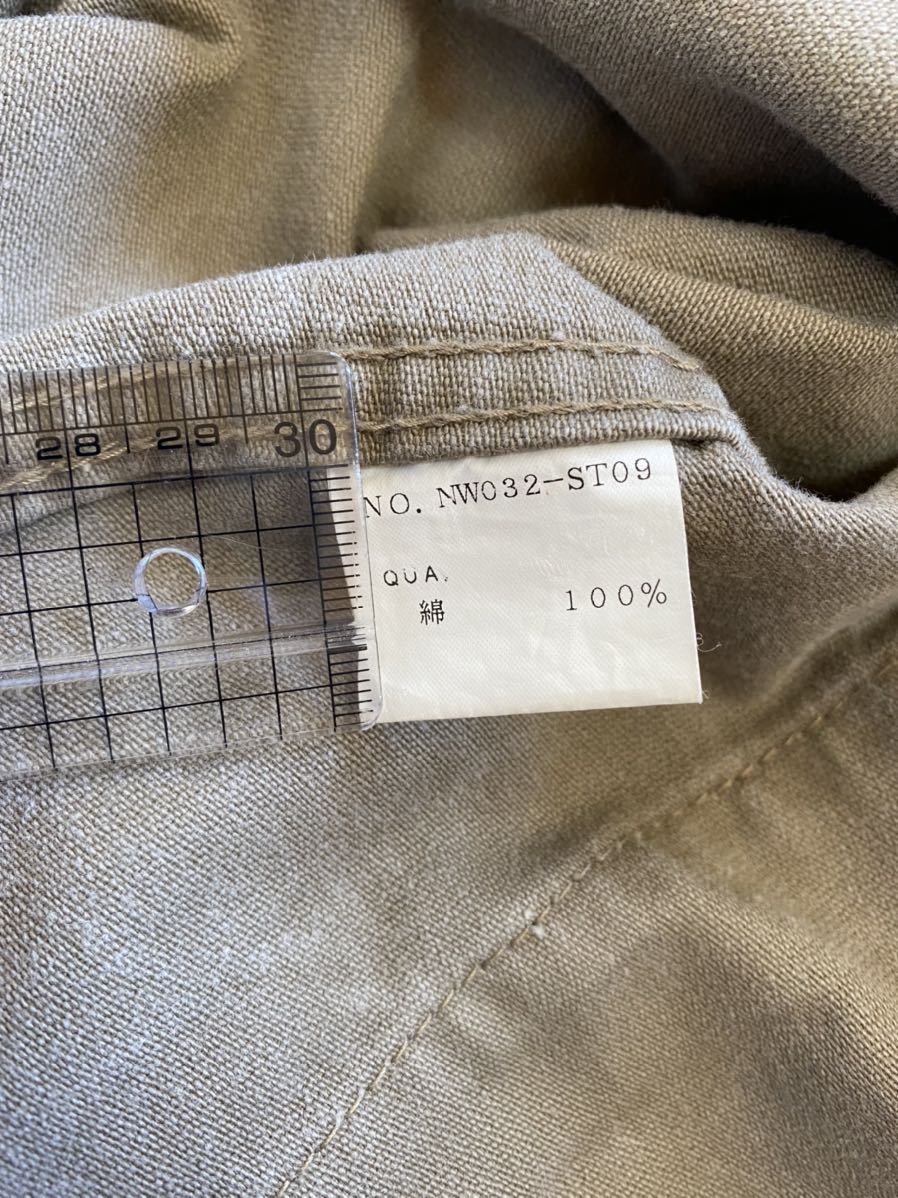 28 29 30
NO. NW032-ST09
QUA.
綿 100%